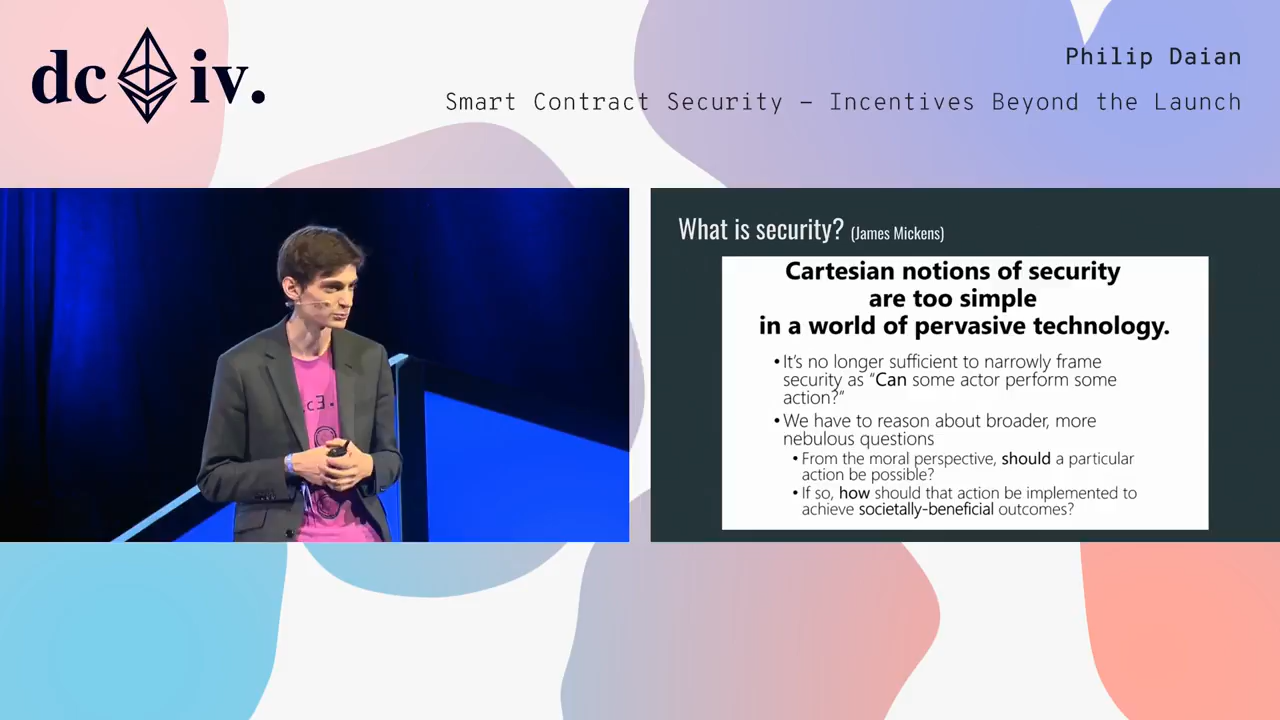 dc iv.
Philip Daian
Smart Contract Security – Incentives Beyond the Launch
What is security? (James Mickens)
Cartesian notions of security
are too simple
in a world of pervasive technology.
•It's no longer sufficient to narrowly frame
security as “Can some actor perform some
action?”
•We have to reason about broader, more
nebulous questions
•From the moral perspective, should a particular
action be possible?
•If so, how should that action be implemented to
achieve societally-beneficial outcomes?